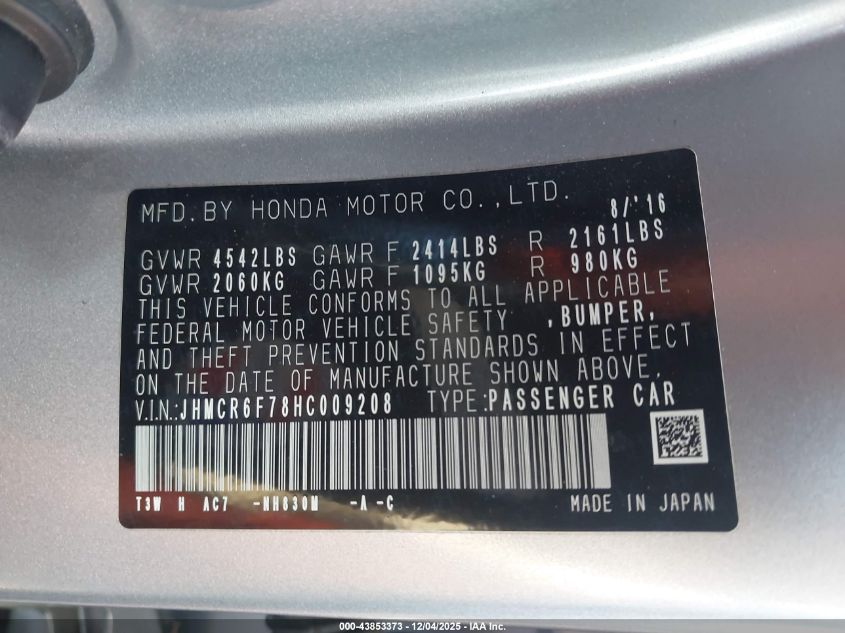 MFD. BY HONDA MOTOR CO., LTD. 8/'16
GVWR 4542LBS GAWR F 2414LBS R 2161LBS
GVWR 2060KG GAWR F 1095KG R 980KG
THIS VEHICLE CONFORMS TO ALL APPLICABLE
FEDERAL MOTOR VEHICLE SAFETY ,BUMPER,
AND THEFT PREVENTION STANDARDS IN EFFECT
ON THE DATE OF MANUFACTURE SHOWN ABOVE.
V.I.N.:JHMCR6F78HC009208 TYPE:PASSENGER CAR
T3W H AC7 -NH830M -A -C MADE IN JAPAN
000-43853373 - 12/04/2025 - IAA Inc.